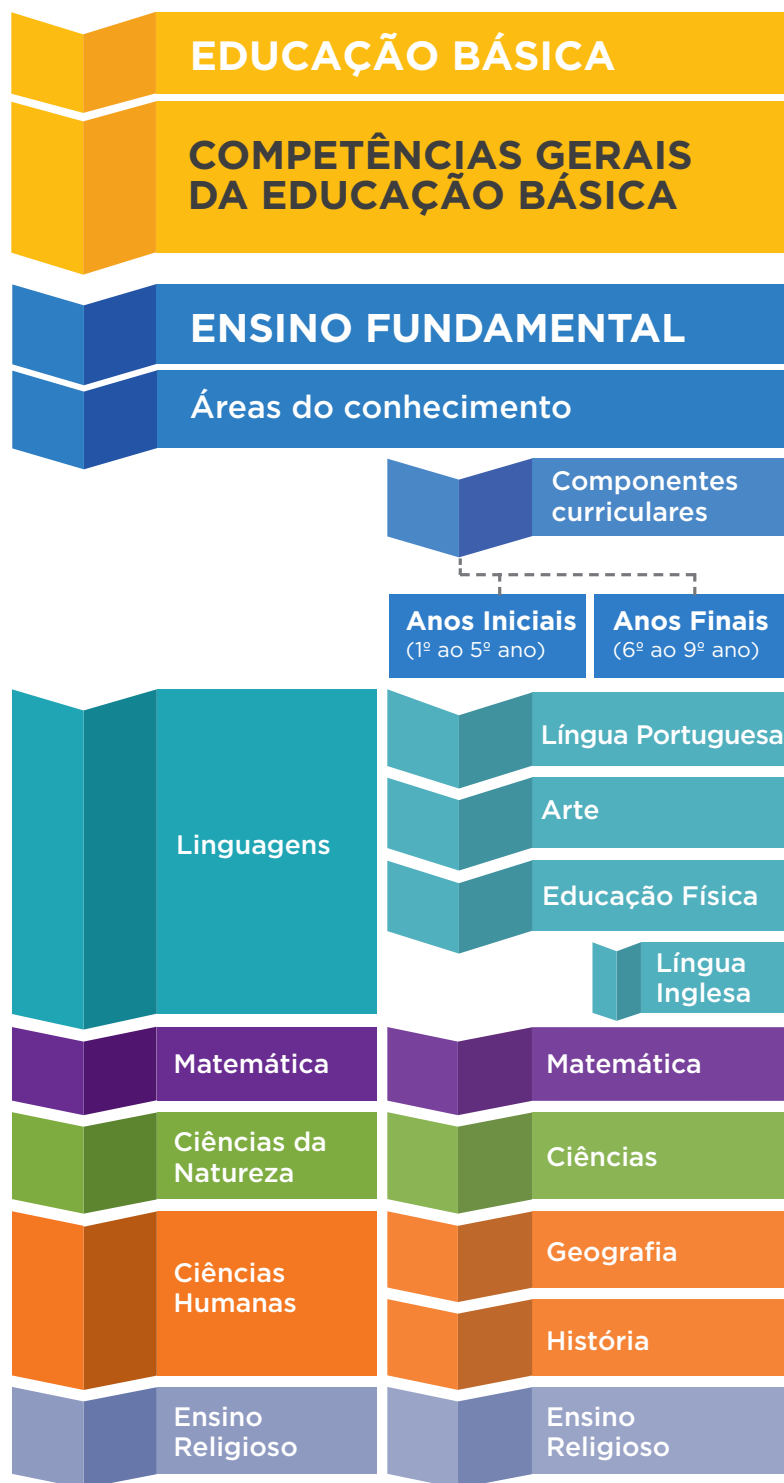 EDUCAÇÃO BÁSICA
COMPETÊNCIAS GERAIS
DA EDUCAÇÃO BÁSICA
ENSINO FUNDAMENTAL
Áreas do conhecimento
Componentes
curriculares
Anos Iniciais
(1º ao 5º ano)
Anos Finais
(6º ao 9º ano)
Linguagens
Língua Portuguesa
Arte
Educação Física
Língua
Inglesa
Matemática
Matemática
Ciências da
Natureza
Ciências
Ciências
Humanas
Geografia
História
Ensino
Religioso
Ensino
Religioso